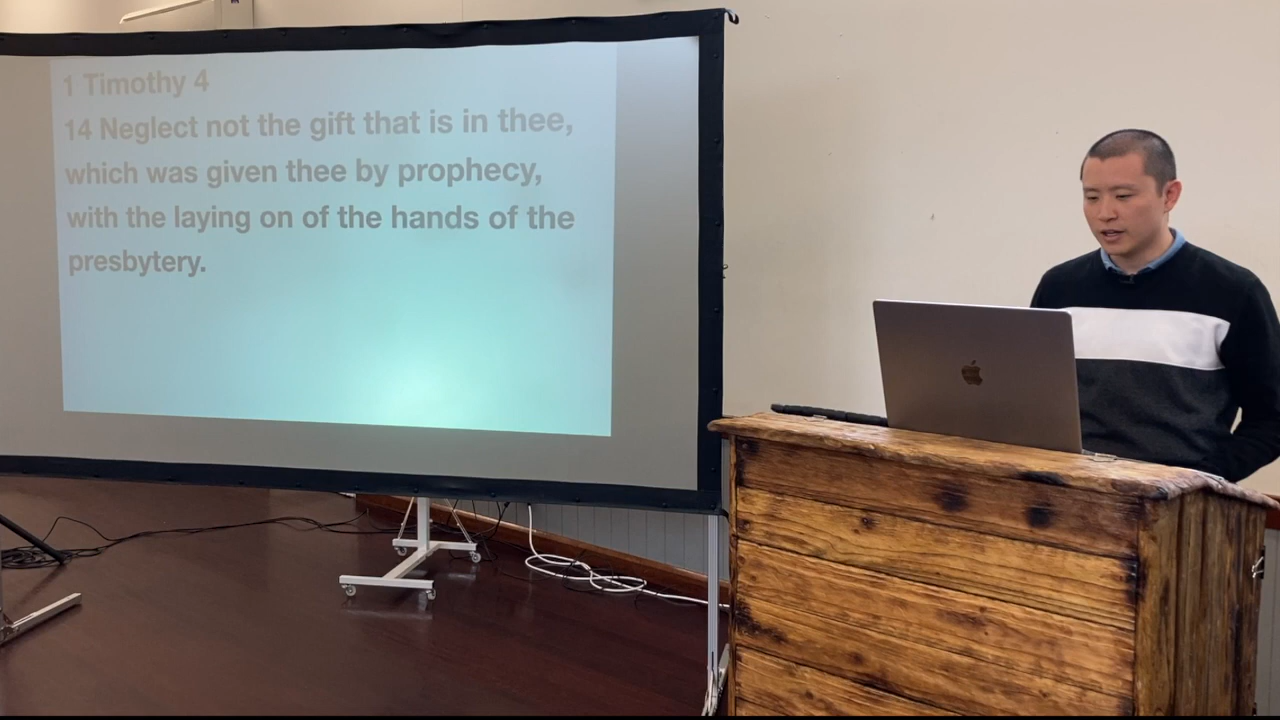 1 Timothy 4
14 Neglect not the gift that is in thee,
which was given thee by prophecy,
with the laying on of the hands of the
presbytery.